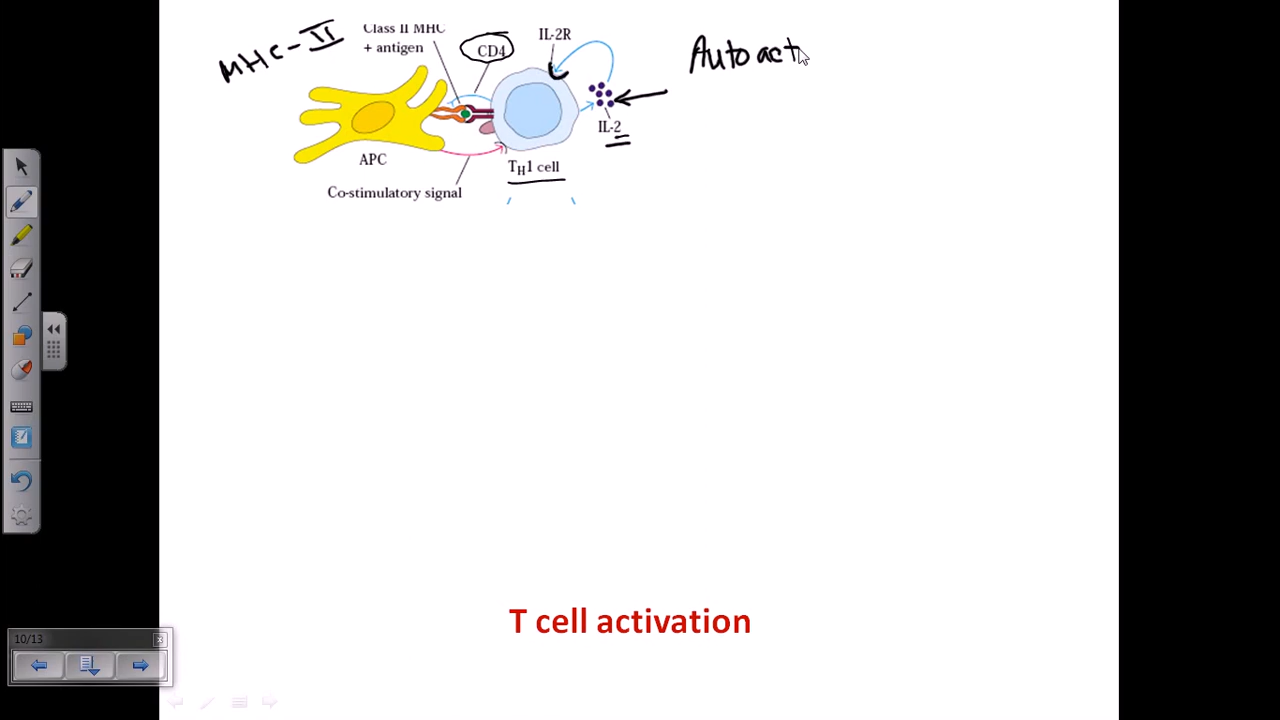 MHC-II
Class II MHC
+ antigen
CD4
IL-2R
Auto act
IL-2
APC
TH1 cell
Co-stimulatory signal
T cell activation
10/13